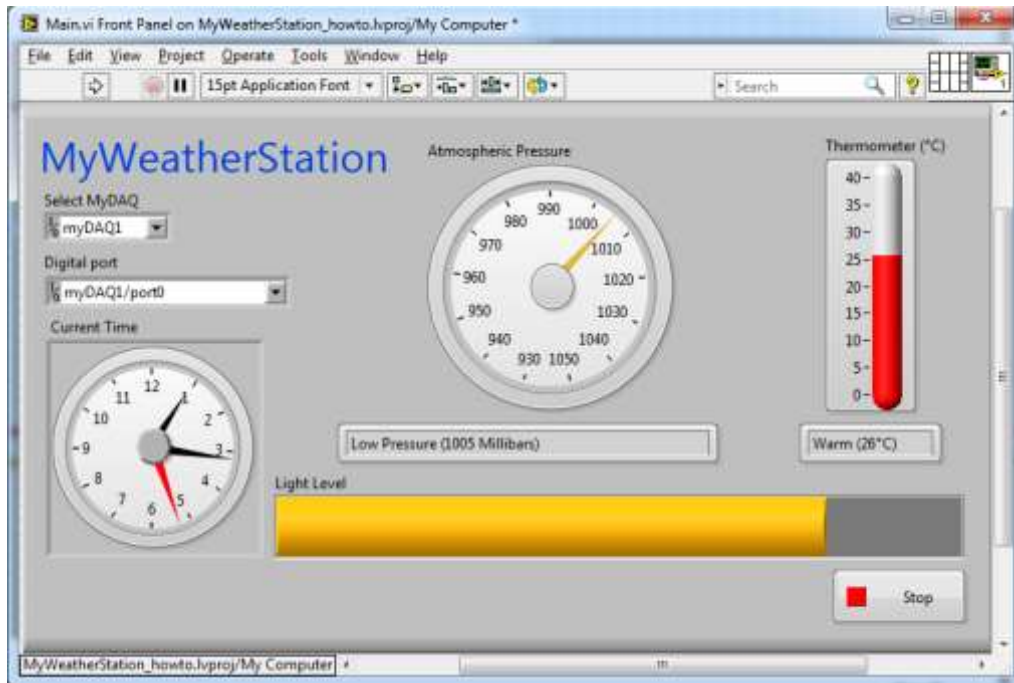 Main.vi Front Panel on MyWeatherStation_howto.lvproj/My Computer *
File Edit View Project Operate Tools Window Help
15pt Application Font
Search
1
MyWeatherStation
Select MyDAQ
myDAQ1
Digital port
myDAQ1/port0
Current Time
12
1
2
3
4
5
6
7
8
9
10
11
Atmospheric Pressure
930
940
950
960
970
980
990
1000
1010
1020
1030
1040
1050
Low Pressure (1005 Millibars)
Thermometer (°C)
40
35
30
25
20
15
10
5
0
Warm (26°C)
Light Level
Stop
MyWeatherStation_howto.lvproj/My Computer